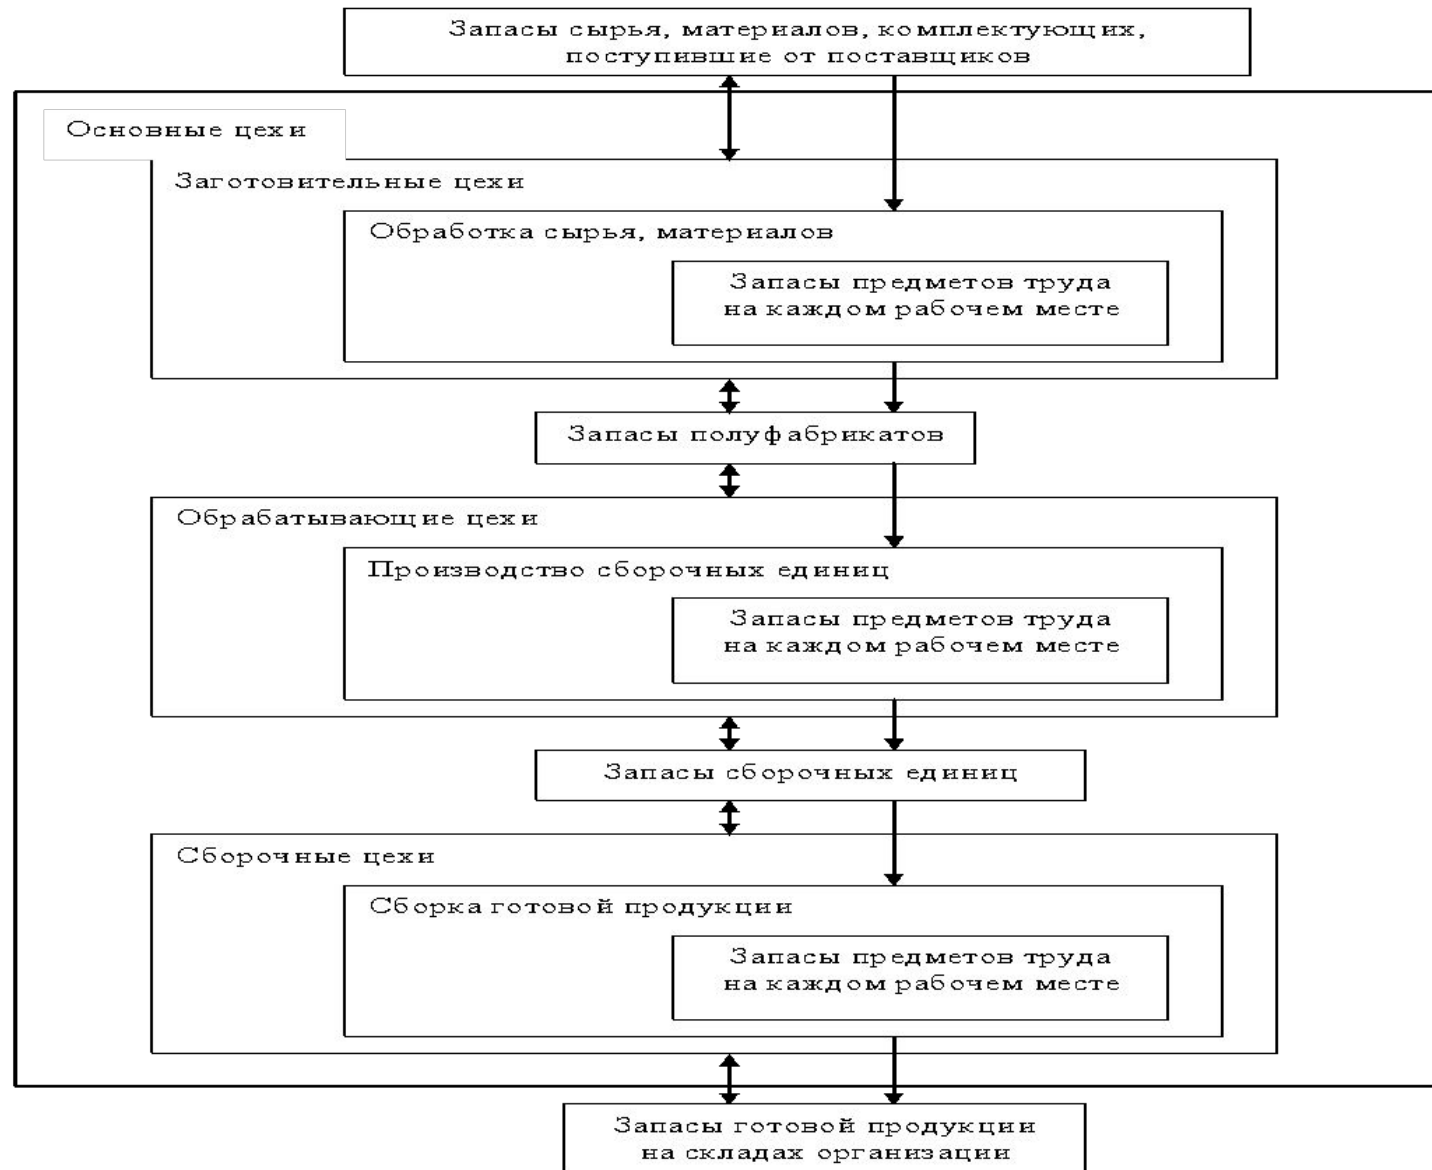 Запасы сырья, материалов, комплектующих,
поступившие от поставщиков
Основные цехи
Заготовительные цехи
Обработка сырья, материалов
Запасы предметов труда
на каждом рабочем месте
Запасы полуфабрикатов
Обрабатывающие цехи
Производство сборочных единиц
Запасы предметов труда
на каждом рабочем месте
Запасы сборочных единиц
Сборочные цехи
Сборка готовой продукции
Запасы предметов труда
на каждом рабочем месте
Запасы готовой продукции
на складах организации